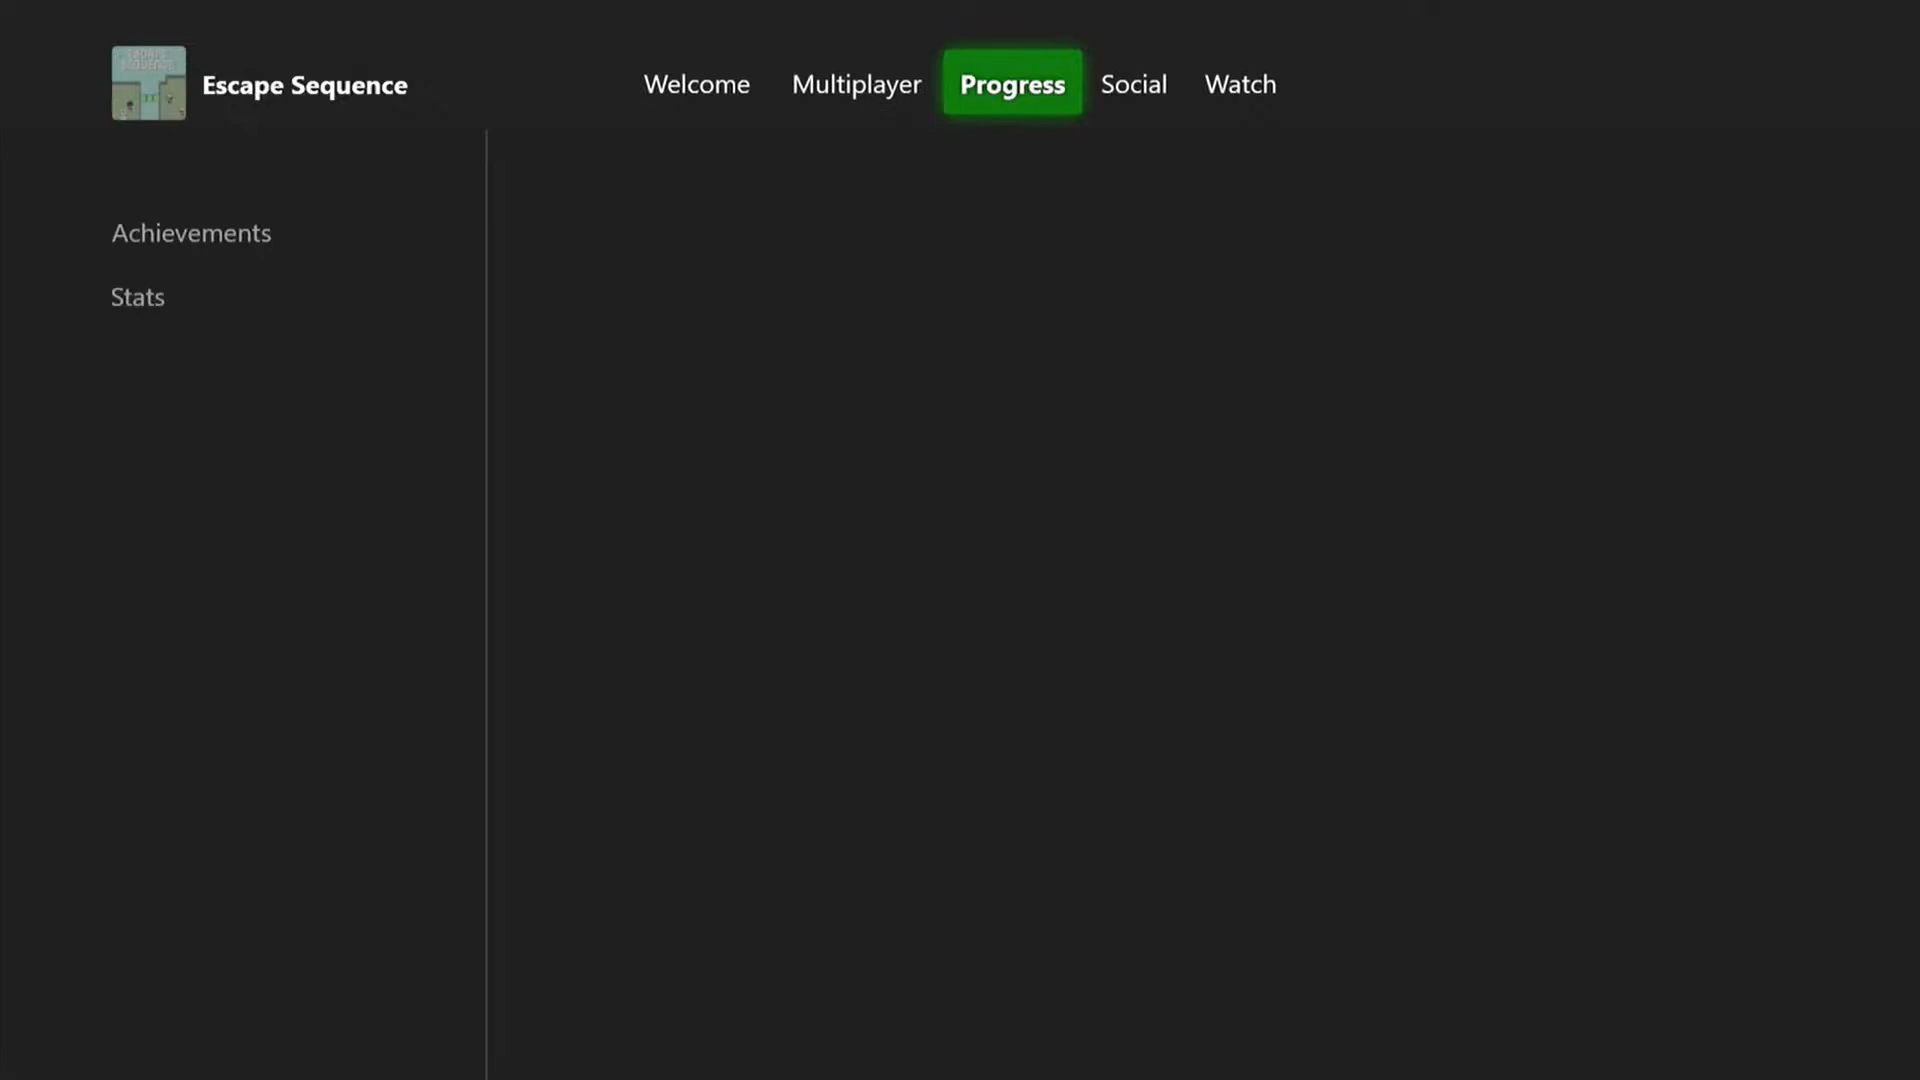 Escape Sequence
Welcome
Multiplayer
Progress
Social
Watch
Achievements
Stats